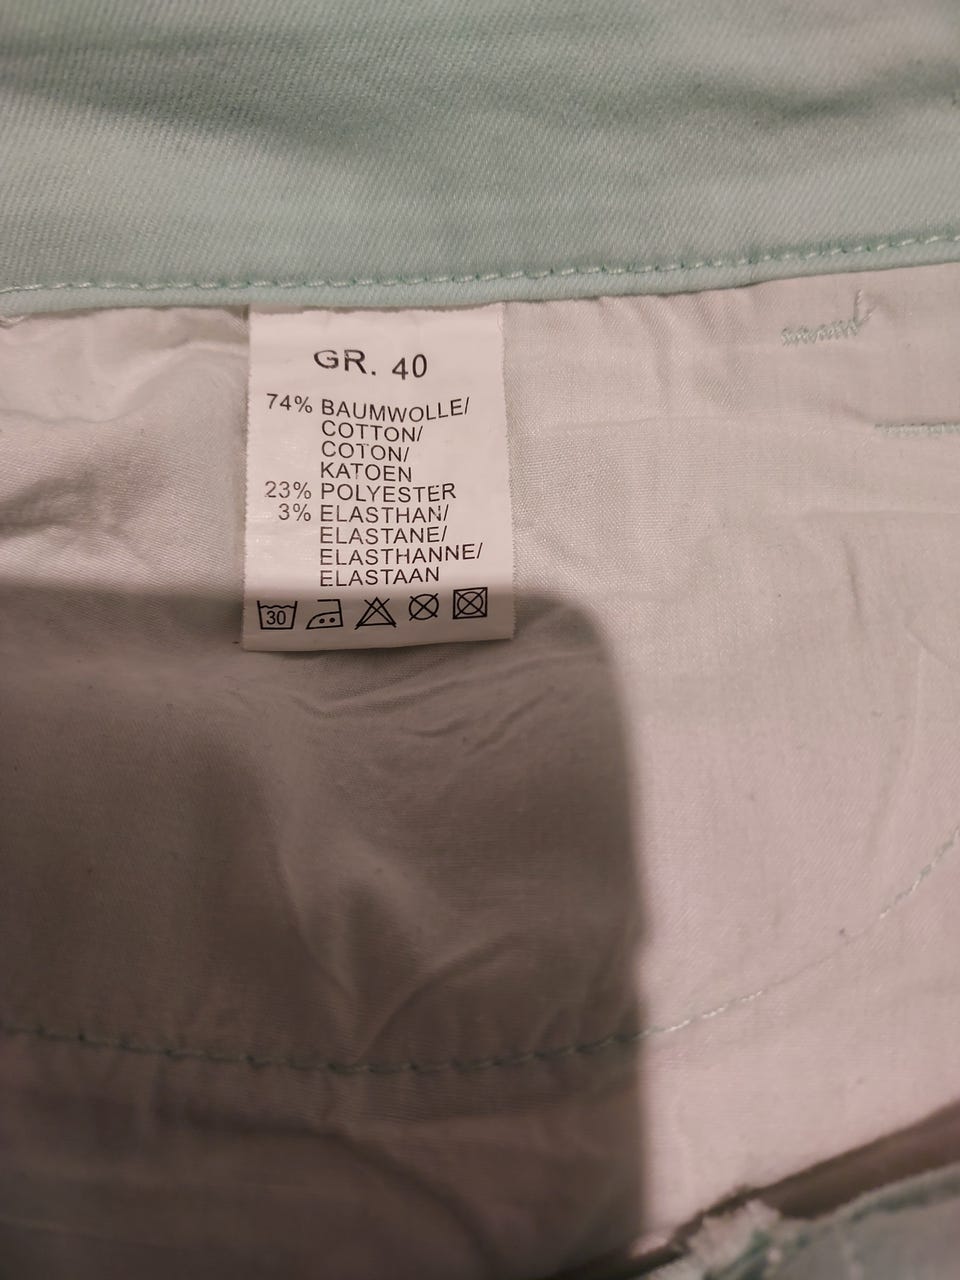 GR. 40
74% BAUMWOLLE/
COTTON/
COTON/
KATOEN
23% POLYESTER
3% ELASTHAN/
ELASTANE/
ELASTHANNE/
ELASTAAN
30